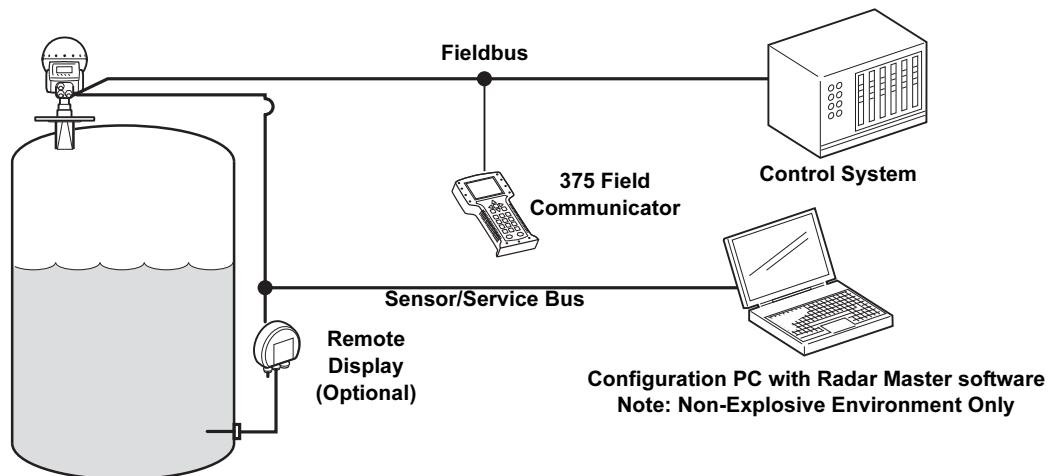 Fieldbus
375 Field
Communicator
Control System
Sensor/Service Bus
Remote
Display
(Optional)
Configuration PC with Radar Master software
Note: Non-Explosive Environment Only